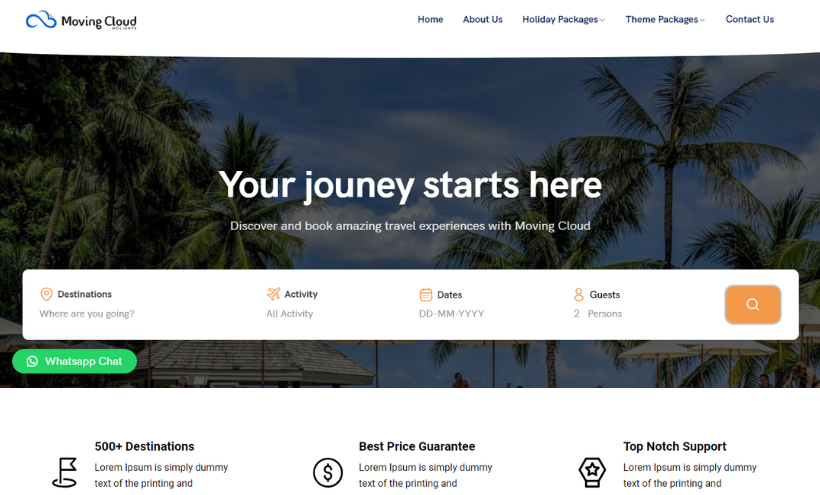 Moving Cloud
HOLIDAYS
Home About Us Holiday Packages Theme Packages Contact Us
Your jouney starts here
Discover and book amazing travel experiences with Moving Cloud
Destinations Activity Dates Guests
Where are you going? All Activity DD-MM-YYYY 2 Persons
Whatsapp Chat
500+ Destinations
Lorem Ipsum is simply dummy
text of the printing and
Best Price Guarantee
Lorem Ipsum is simply dummy
text of the printing and
Top Notch Support
Lorem Ipsum is simply dummy
text of the printing and